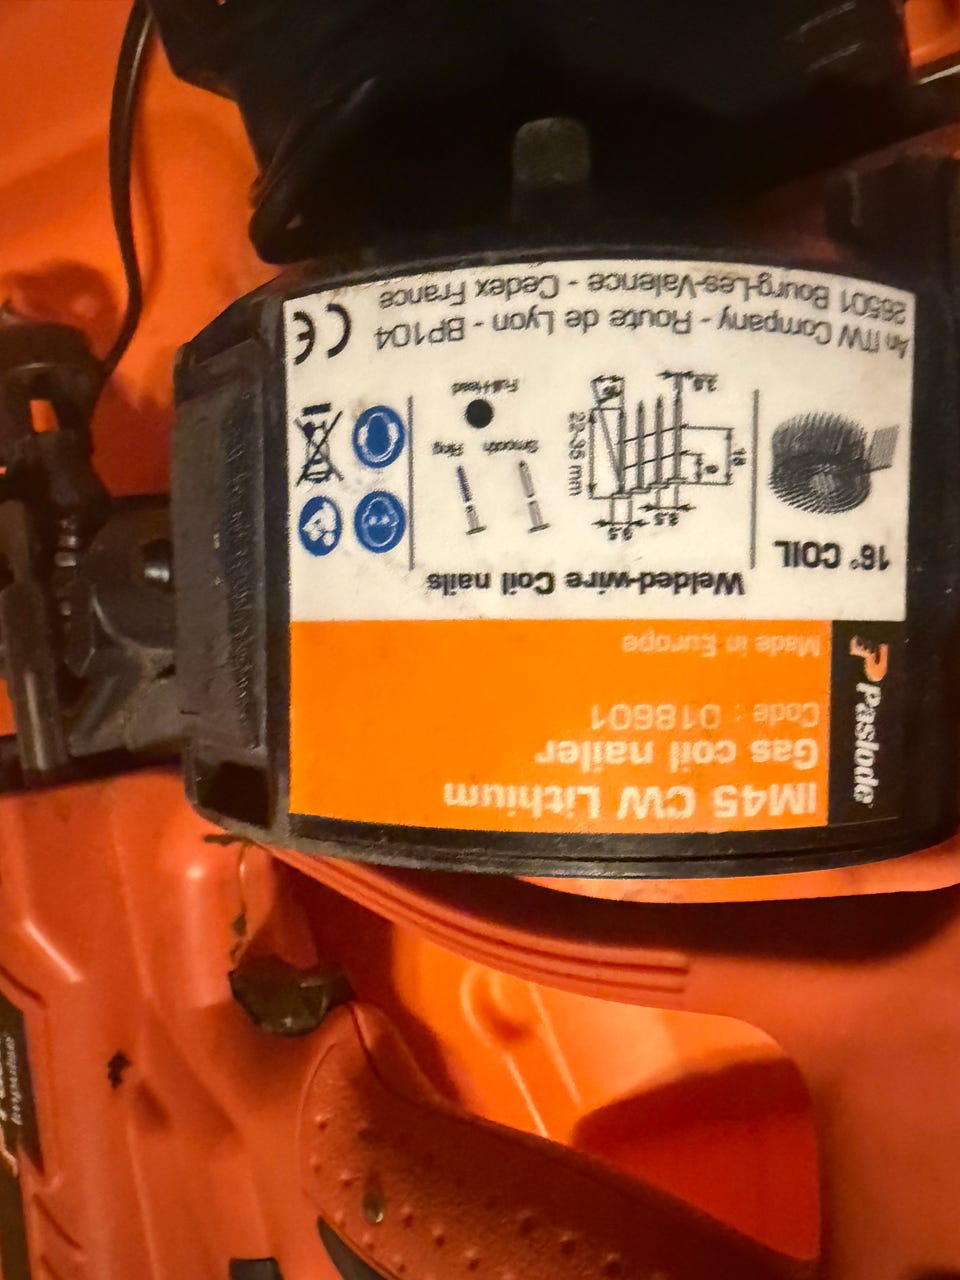 Paslode
IM45 CW Lithium
Gas coil nailer
Code : 018601
Made in Europe
16° COIL
Welded-wire Coil nails
22-35 mm
18
Smooth
Ring
Full-Head
An ITW Company - Route de Lyon - BP104
26501 Bourg-Les-Valence - Cedex France
CE